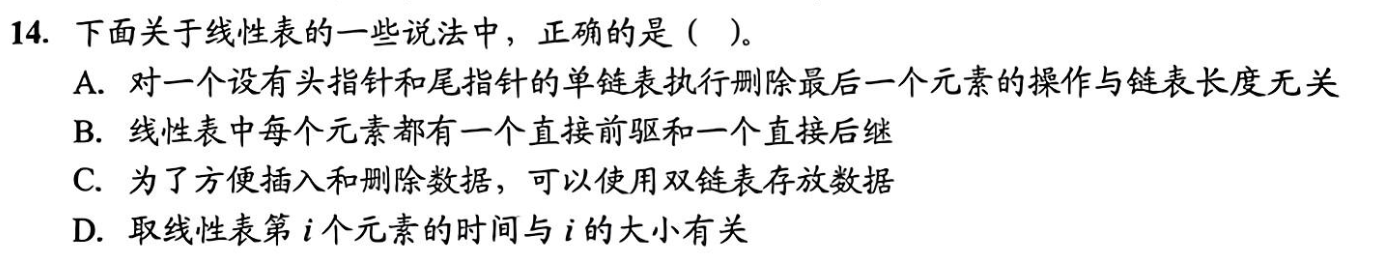 14. 下面关于线性表的一些说法中，正确的是（ ）。
A. 对一个设有头指针和尾指针的单链表执行删除最后一个元素的操作与链表长度无关
B. 线性表中每个元素都有一个直接前驱和一个直接后继
C. 为了方便插入和删除数据，可以使用双链表存放数据
D. 取线性表第 i 个元素的时间与 i 的大小有关